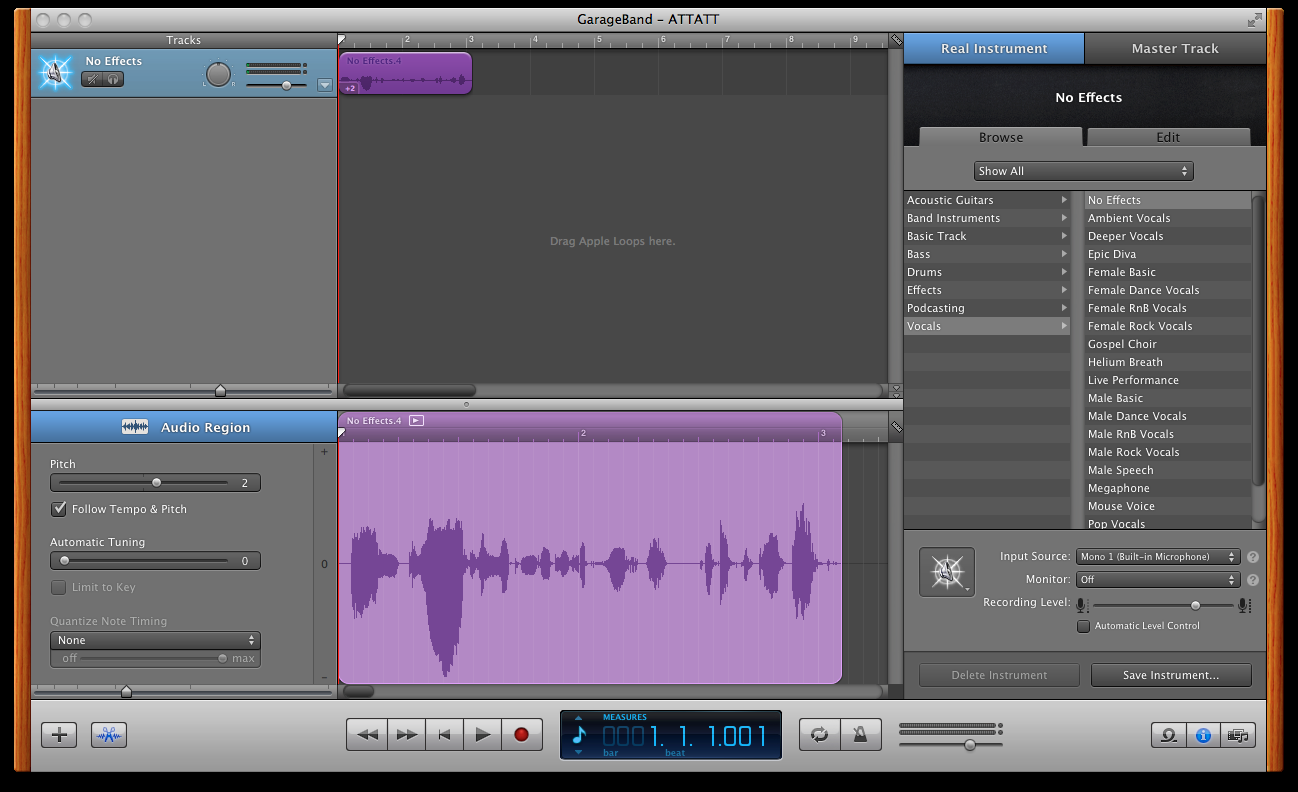 GarageBand – ATTATT
Tracks
2 3 4 5 6 7 8 9
No Effects
L R
No Effects.4
+2
Drag Apple Loops here.
Real Instrument
Master Track
No Effects
Browse
Edit
Show All
Acoustic Guitars
Band Instruments
Basic Track
Bass
Drums
Effects
Podcasting
Vocals
No Effects
Ambient Vocals
Deeper Vocals
Epic Diva
Female Basic
Female Dance Vocals
Female RnB Vocals
Female Rock Vocals
Gospel Choir
Helium Breath
Live Performance
Male Basic
Male Dance Vocals
Male RnB Vocals
Male Rock Vocals
Male Speech
Megaphone
Mouse Voice
Pop Vocals
Audio Region
Pitch
2
Follow Tempo & Pitch
Automatic Tuning
0
Limit to Key
Quantize Note Timing
None
off max
+
0
–
No Effects.4
2 3
Input Source: Mono 1 (Built-in Microphone) ?
Monitor: Off ?
Recording Level:
Automatic Level Control
Delete Instrument
Save Instrument...
MEASURES
0001. 1. 1.001
bar beat